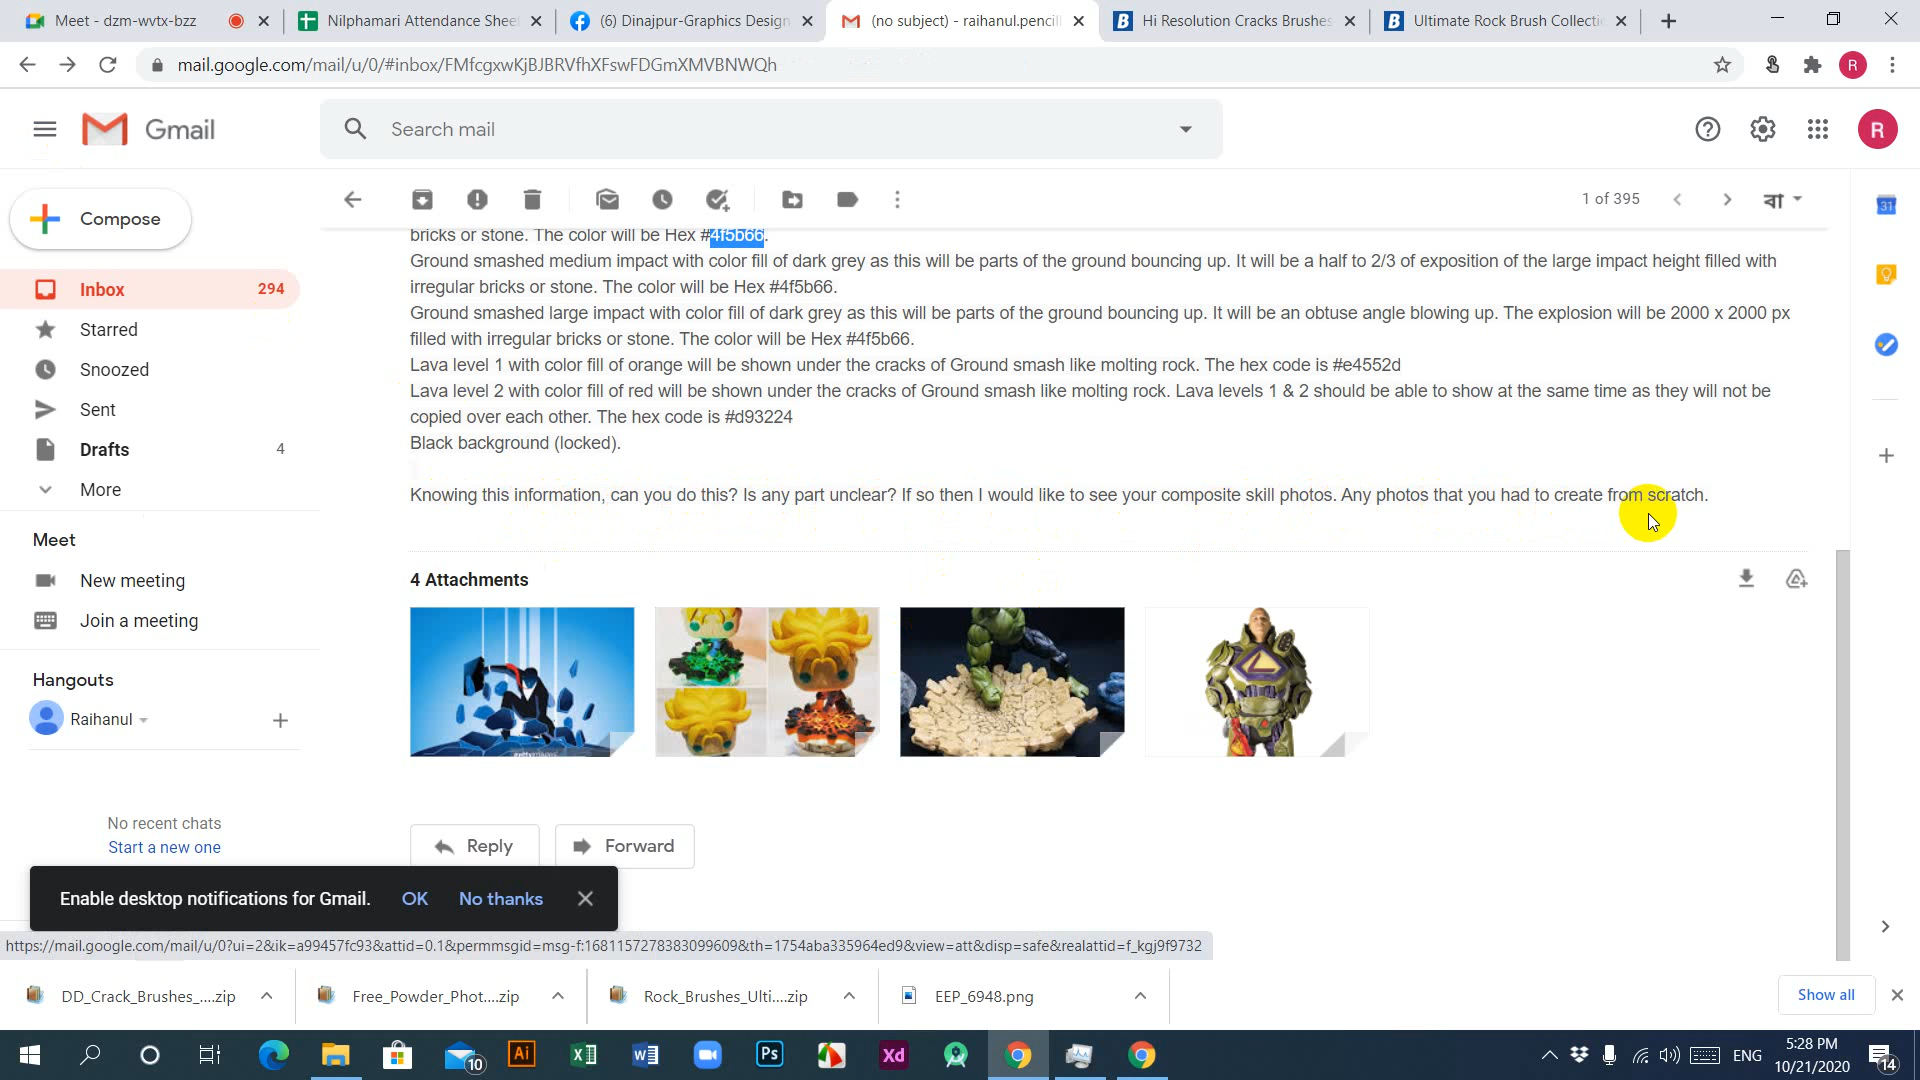 Meet - dzm-wvtx-bzz
Nilphamari Attendance Sheet
(6) Dinajpur-Graphics Design
(no subject) - raihanul.pencil
Hi Resolution Cracks Brushes
Ultimate Rock Brush Collecti
mail.google.com/mail/u/0/#inbox/FMfcgxwKjBJBRVfhXFswFDGmXMVBNWQh
R
Gmail
Search mail
R
Compose
1 of 395
বা
31
bricks or stone. The color will be Hex #4f5b66.
Ground smashed medium impact with color fill of dark grey as this will be parts of the ground bouncing up. It will be a half to 2/3 of exposition of the large impact height filled with
irregular bricks or stone. The color will be Hex #4f5b66.
Ground smashed large impact with color fill of dark grey as this will be parts of the ground bouncing up. It will be an obtuse angle blowing up. The explosion will be 2000 x 2000 px
filled with irregular bricks or stone. The color will be Hex #4f5b66.
Lava level 1 with color fill of orange will be shown under the cracks of Ground smash like molting rock. The hex code is #e4552d
Lava level 2 with color fill of red will be shown under the cracks of Ground smash like molting rock. Lava levels 1 & 2 should be able to show at the same time as they will not be
copied over each other. The hex code is #d93224
Black background (locked).
Knowing this information, can you do this? Is any part unclear? If so then I would like to see your composite skill photos. Any photos that you had to create from scratch.
Inbox 294
Starred
Snoozed
Sent
Drafts 4
More
Meet
New meeting
Join a meeting
Hangouts
Raihanul
No recent chats
Start a new one
4 Attachments
Reply
Forward
Enable desktop notifications for Gmail. OK No thanks
https://mail.google.com/mail/u/0?ui=2&ik=a99457fc93&attid=0.1&permmsgid=msg-f:1681157278383099609&th=1754aba335964ed9&view=att&disp=safe&realattid=f_kgj9f9732
DD_Crack_Brushes_....zip
Free_Powder_Phot....zip
Rock_Brushes_Ulti....zip
EEP_6948.png
Show all
10
Ai
Ps
Xd
ENG
5:28 PM
10/21/2020
14